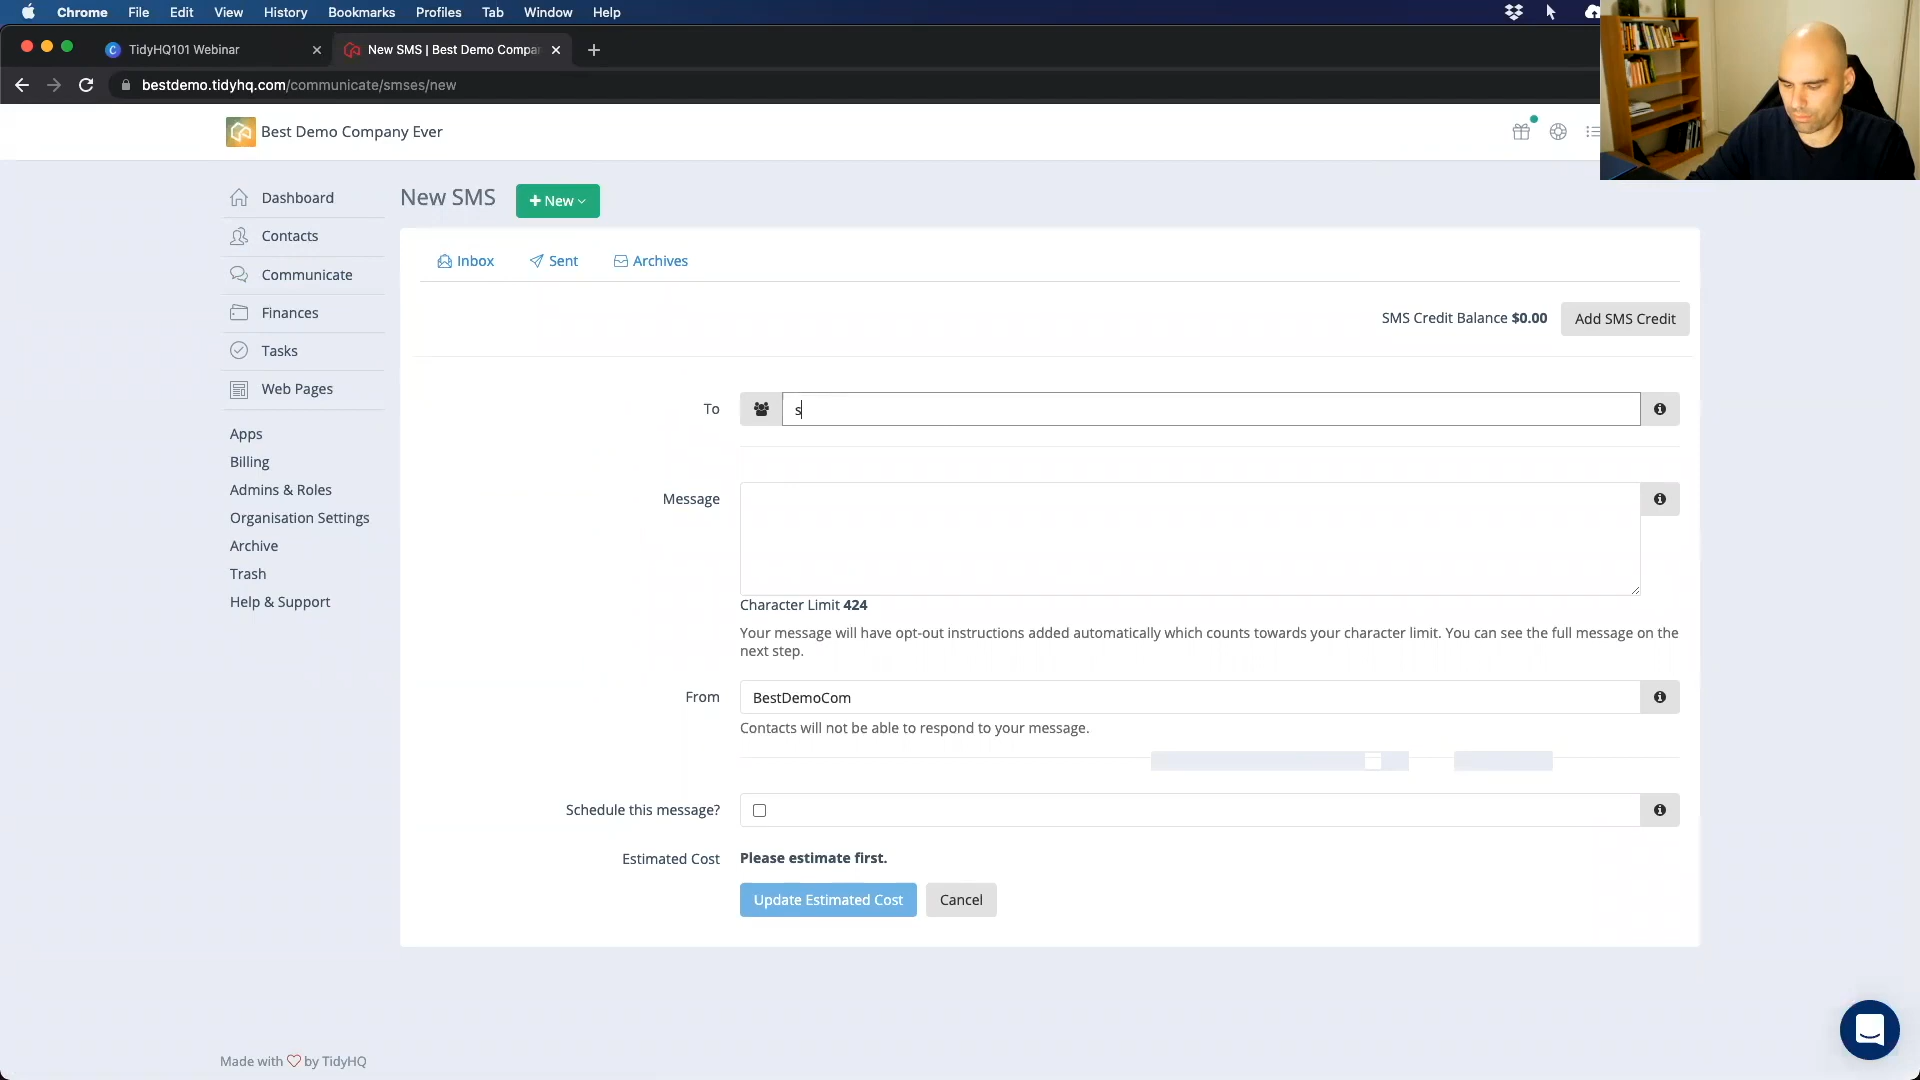 Chrome File Edit View History Bookmarks Profiles Tab Window Help
TidyHQ101 Webinar
New SMS | Best Demo Compa
bestdemo.tidyhq.com/communicate/smses/new
Best Demo Company Ever
Dashboard
Contacts
Communicate
Finances
Tasks
Web Pages
Apps
Billing
Admins & Roles
Organisation Settings
Archive
Trash
Help & Support
New SMS
+ New
Inbox Sent Archives
SMS Credit Balance $0.00 Add SMS Credit
To
s
Message
Character Limit 424
Your message will have opt-out instructions added automatically which counts towards your character limit. You can see the full message on the
next step.
From
BestDemoCom
Contacts will not be able to respond to your message.
Schedule this message?
Estimated Cost Please estimate first.
Update Estimated Cost Cancel
Made with ♡ by TidyHQ